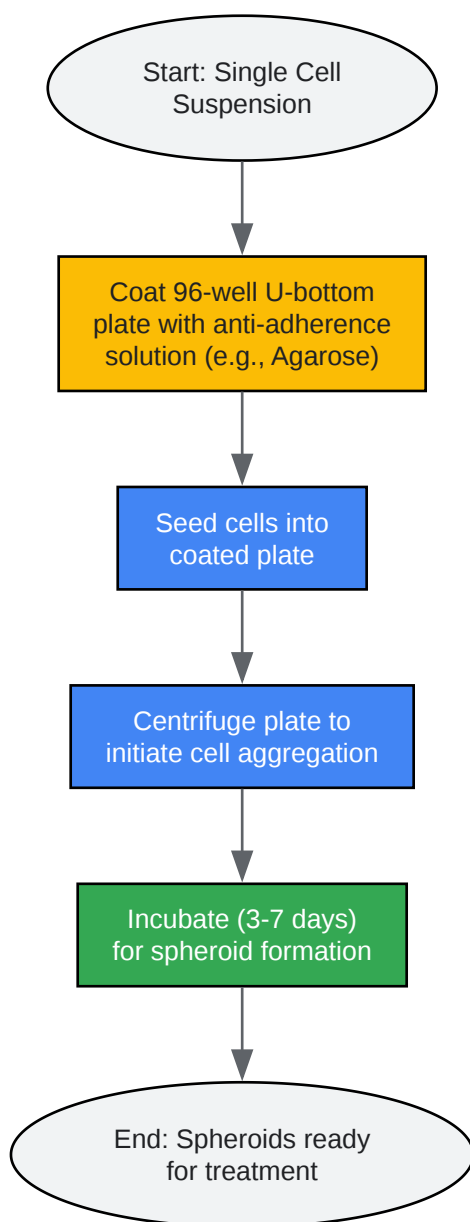 Start: Single Cell
Suspension
Coat 96-well U-bottom
plate with anti-adherence
solution (e.g., Agarose)
Seed cells into
coated plate
Centrifuge plate to
initiate cell aggregation
Incubate (3-7 days)
for spheroid formation
End: Spheroids ready
for treatment